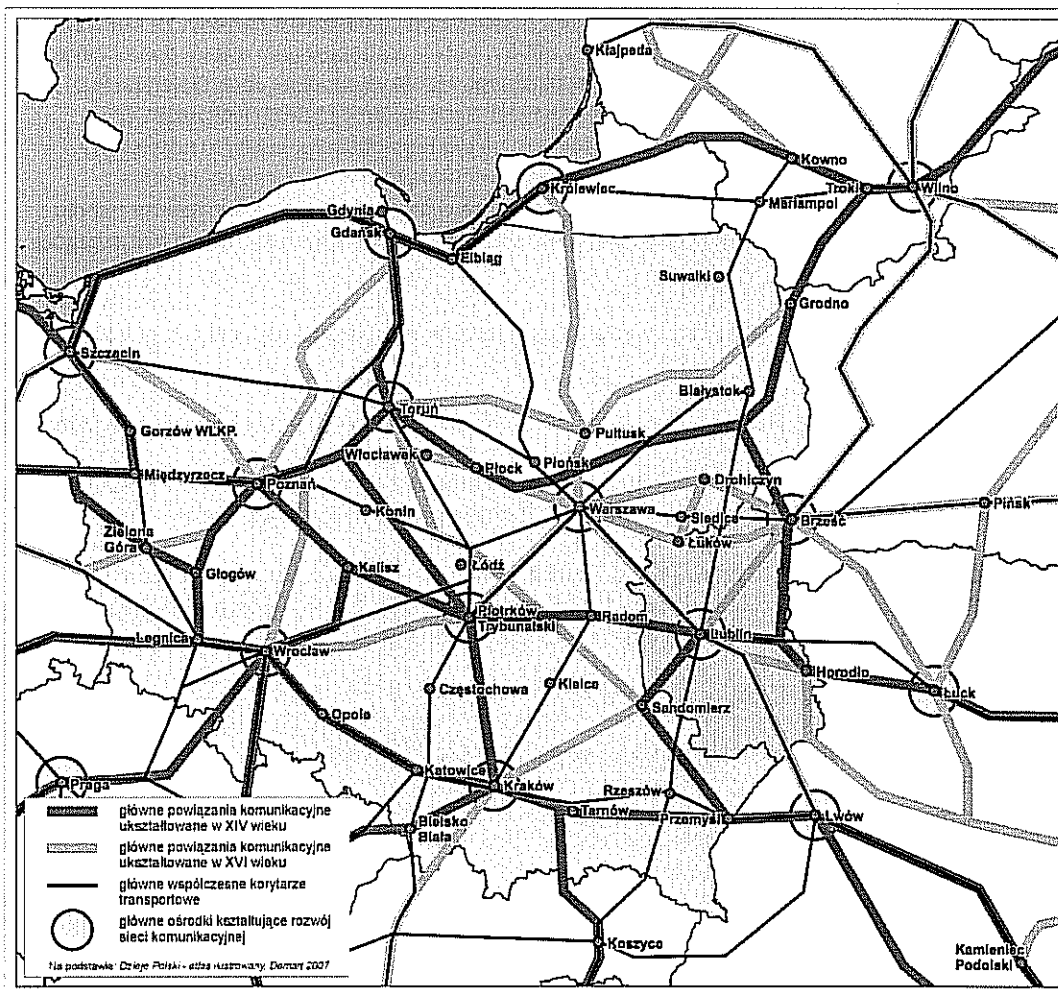 Kłajpeda
Kowno
Królewiec
Troki
Wilno
Mariampol
Gdynia
Gdańsk
Elbląg
Suwałki
Grodno
Szczecin
Białystok
Toruń
Gorzów WLKP.
Pułtusk
Włocławek
Płock
Płońsk
Międzyrzecz
Poznań
Drohiczyn
Konin
Warszawa
Siedlce
Brześć
Pińsk
Zielona
Góra
Łuków
Głogów
Kalisz
Łódź
Piotrków
Trybunalski
Radom
Lublin
Legnica
Wrocław
Horodło
Częstochowa
Kielce
Łuck
Opole
Sandomierz
Katowice
Kraków
Praga
Rzeszów
Tarnów
Przemyśl
Lwów
Bielsko
Biała
główne powiązania komunikacyjne
ukształtowane w XIV wieku
główne powiązania komunikacyjne
ukształtowane w XVI wieku
główne współczesne korytarze
transportowe
główne ośrodki kształtujące rozwój
sieci komunikacyjnej
Koszyce
Kamieniec
Podolski
Na podstawie: Dzieje Polski - atlas ilustrowany, Demart 2007